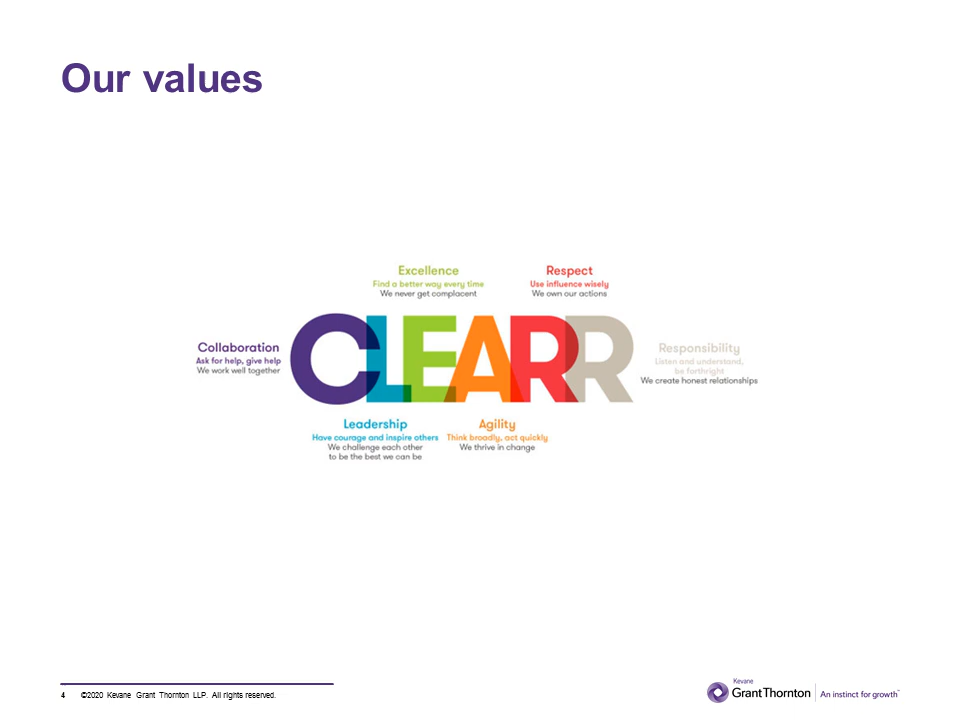 Our values
Excellence
Find a better way every time
We never get complacent
Respect
Use influence wisely
We own our actions
Collaboration
Ask for help, give help
We work well together
CLEARR
Responsibility
Listen and understand,
be forthright
We create honest relationships
Leadership
Have courage and inspire others
We challenge each other
to be the best we can be
Agility
Think broadly, act quickly
We thrive in change
4 ©2020 Kevane Grant Thornton LLP. All rights reserved.
Kevane
GrantThornton
An instinct for growth™